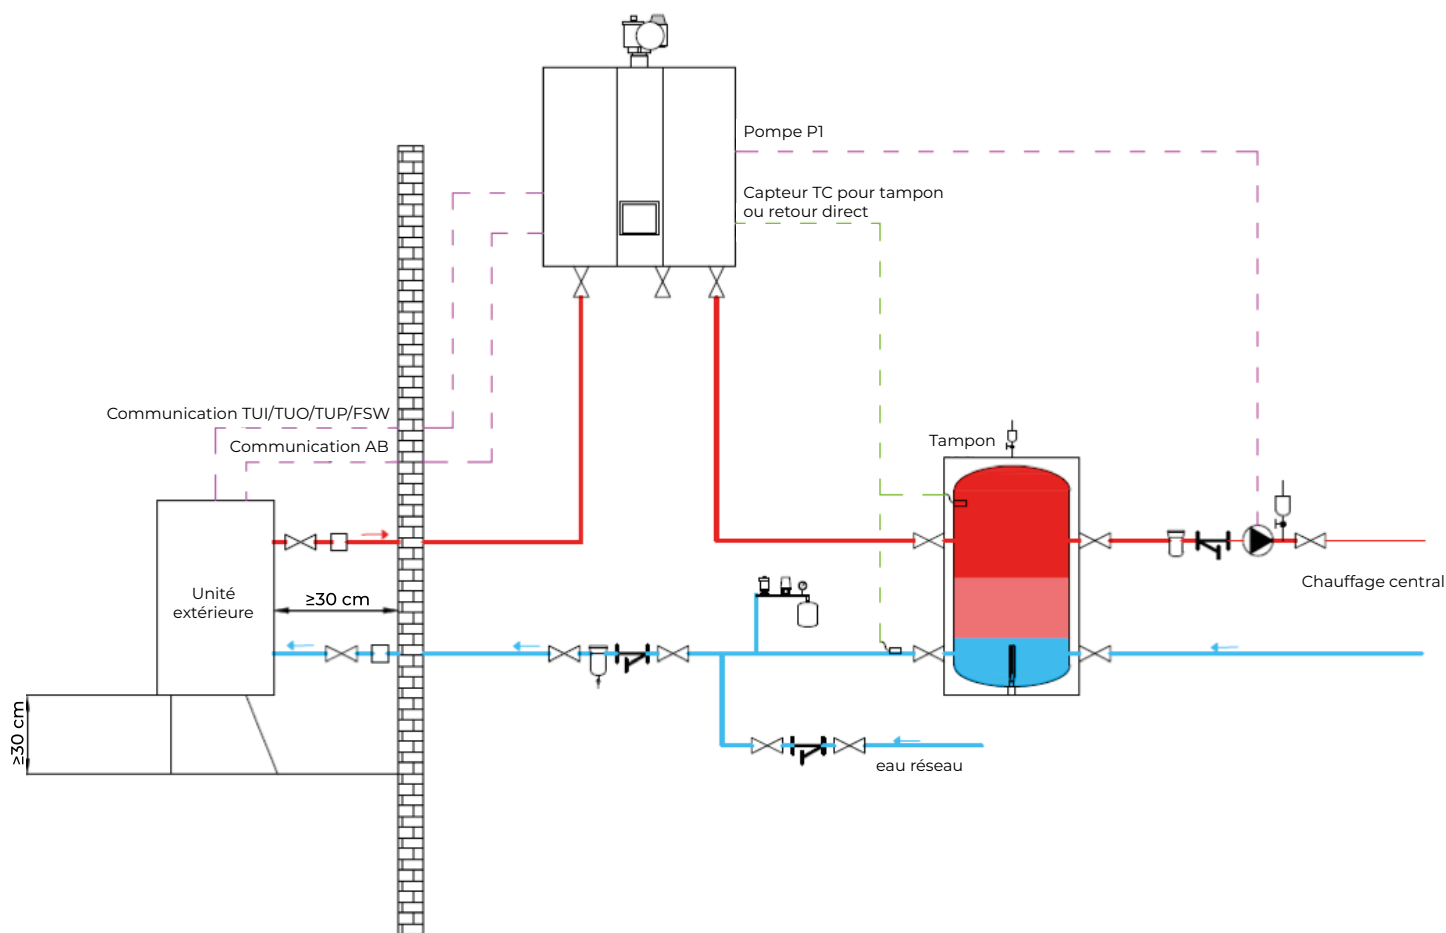 Pompe P1
Capteur TC pour tampon
ou retour direct
Communication TUI/TUO/TUP/FSW
Communication AB
Tampon
Unité
extérieure
≥30 cm
Chauffage central
≥30 cm
eau réseau